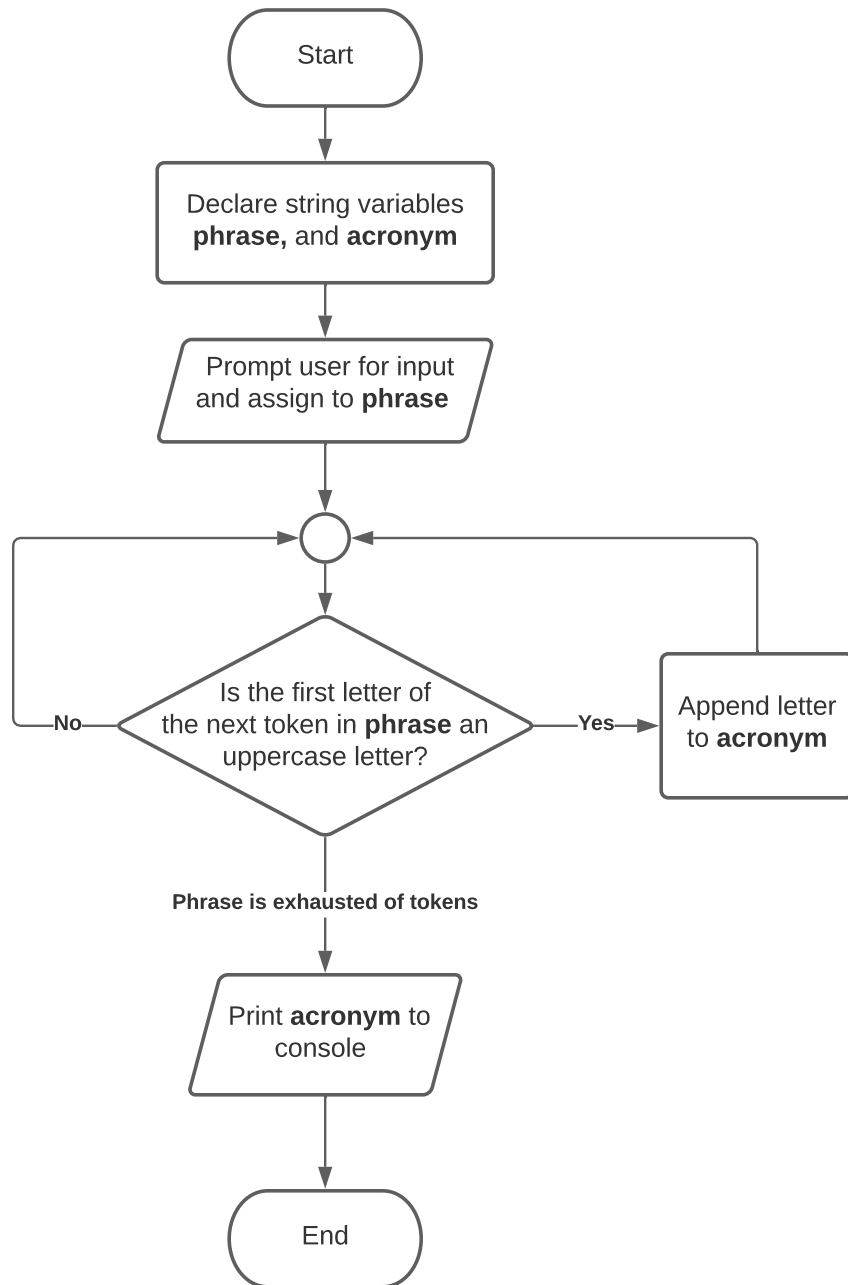 Start
Declare string variables
phrase, and acronym
Prompt user for input
and assign to phrase
Is the first letter of
the next token in phrase an
uppercase letter?
No
Yes
Append letter
to acronym
Phrase is exhausted of tokens
Print acronym to
console
End